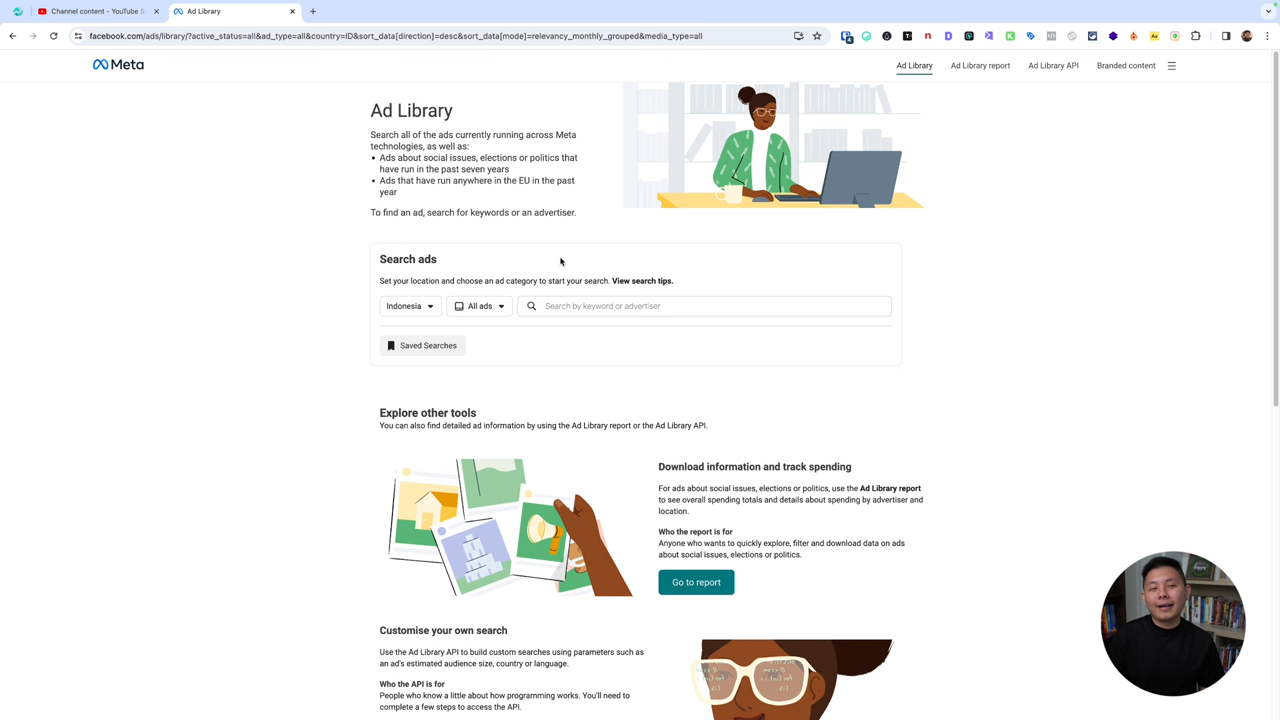 Channel content - YouTube S
Ad Library
facebook.com/ads/library/?active_status=all&ad_type=all&country=ID&sort_data[direction]=desc&sort_data[mode]=relevancy_monthly_grouped&media_type=all
Meta
Ad Library
Ad Library report
Ad Library API
Branded content
Ad Library
Search all of the ads currently running across Meta
technologies, as well as:
• Ads about social issues, elections or politics that
have run in the past seven years
• Ads that have run anywhere in the EU in the past
year
To find an ad, search for keywords or an advertiser.
Search ads
Set your location and choose an ad category to start your search. View search tips.
Indonesia
All ads
Search by keyword or advertiser
Saved Searches
Explore other tools
You can also find detailed ad information by using the Ad Library report or the Ad Library API.
Download information and track spending
For ads about social issues, elections or politics, use the Ad Library report
to see overall spending totals and details about spending by advertiser and
location.
Who the report is for
Anyone who wants to quickly explore, filter and download data on ads
about social issues, elections or politics.
Go to report
Customise your own search
Use the Ad Library API to build custom searches using parameters such as
an ad's estimated audience size, country or language.
Who the API is for
People who know a little about how programming works. You'll need to
complete a few steps to access the API.